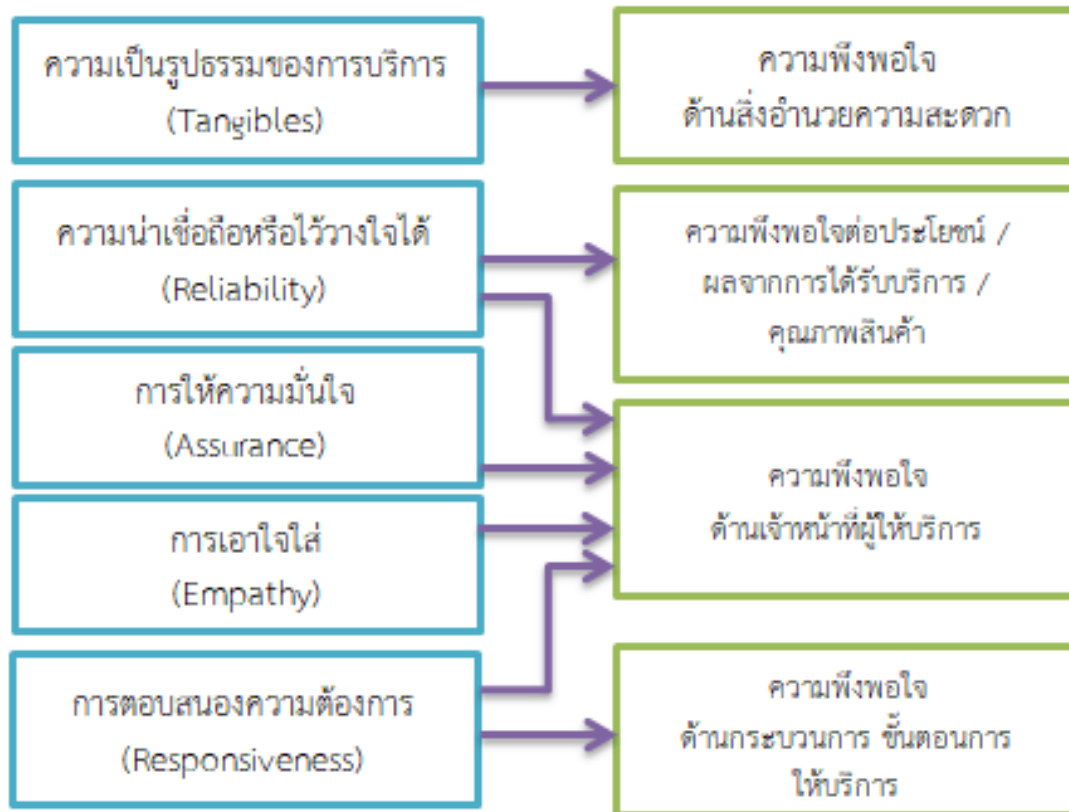 ความเป็นรูปธรรมของการบริการ
(Tangibles)
ความพึงพอใจ
ด้านสิ่งอำนวยความสะดวก
ความน่าเชื่อถือหรือไว้วางใจได้
(Reliability)
ความพึงพอใจต่อประโยชน์ /
ผลจากการได้รับบริการ /
คุณภาพสินค้า
การให้ความมั่นใจ
(Assurance)
ความพึงพอใจ
ด้านเจ้าหน้าที่ผู้ให้บริการ
การเอาใจใส่
(Empathy)
การตอบสนองความต้องการ
(Responsiveness)
ความพึงพอใจ
ด้านกระบวนการ ขั้นตอนการ
ให้บริการ